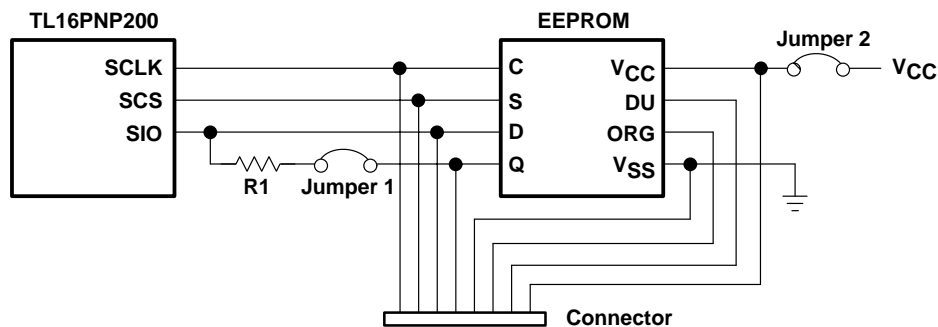 TL16PNP200
EEPROM
Jumper 2
SCLK
C
VCC
VCC
SCS
S
DU
SIO
D
ORG
Q
VSS
R1
Jumper 1
Connector